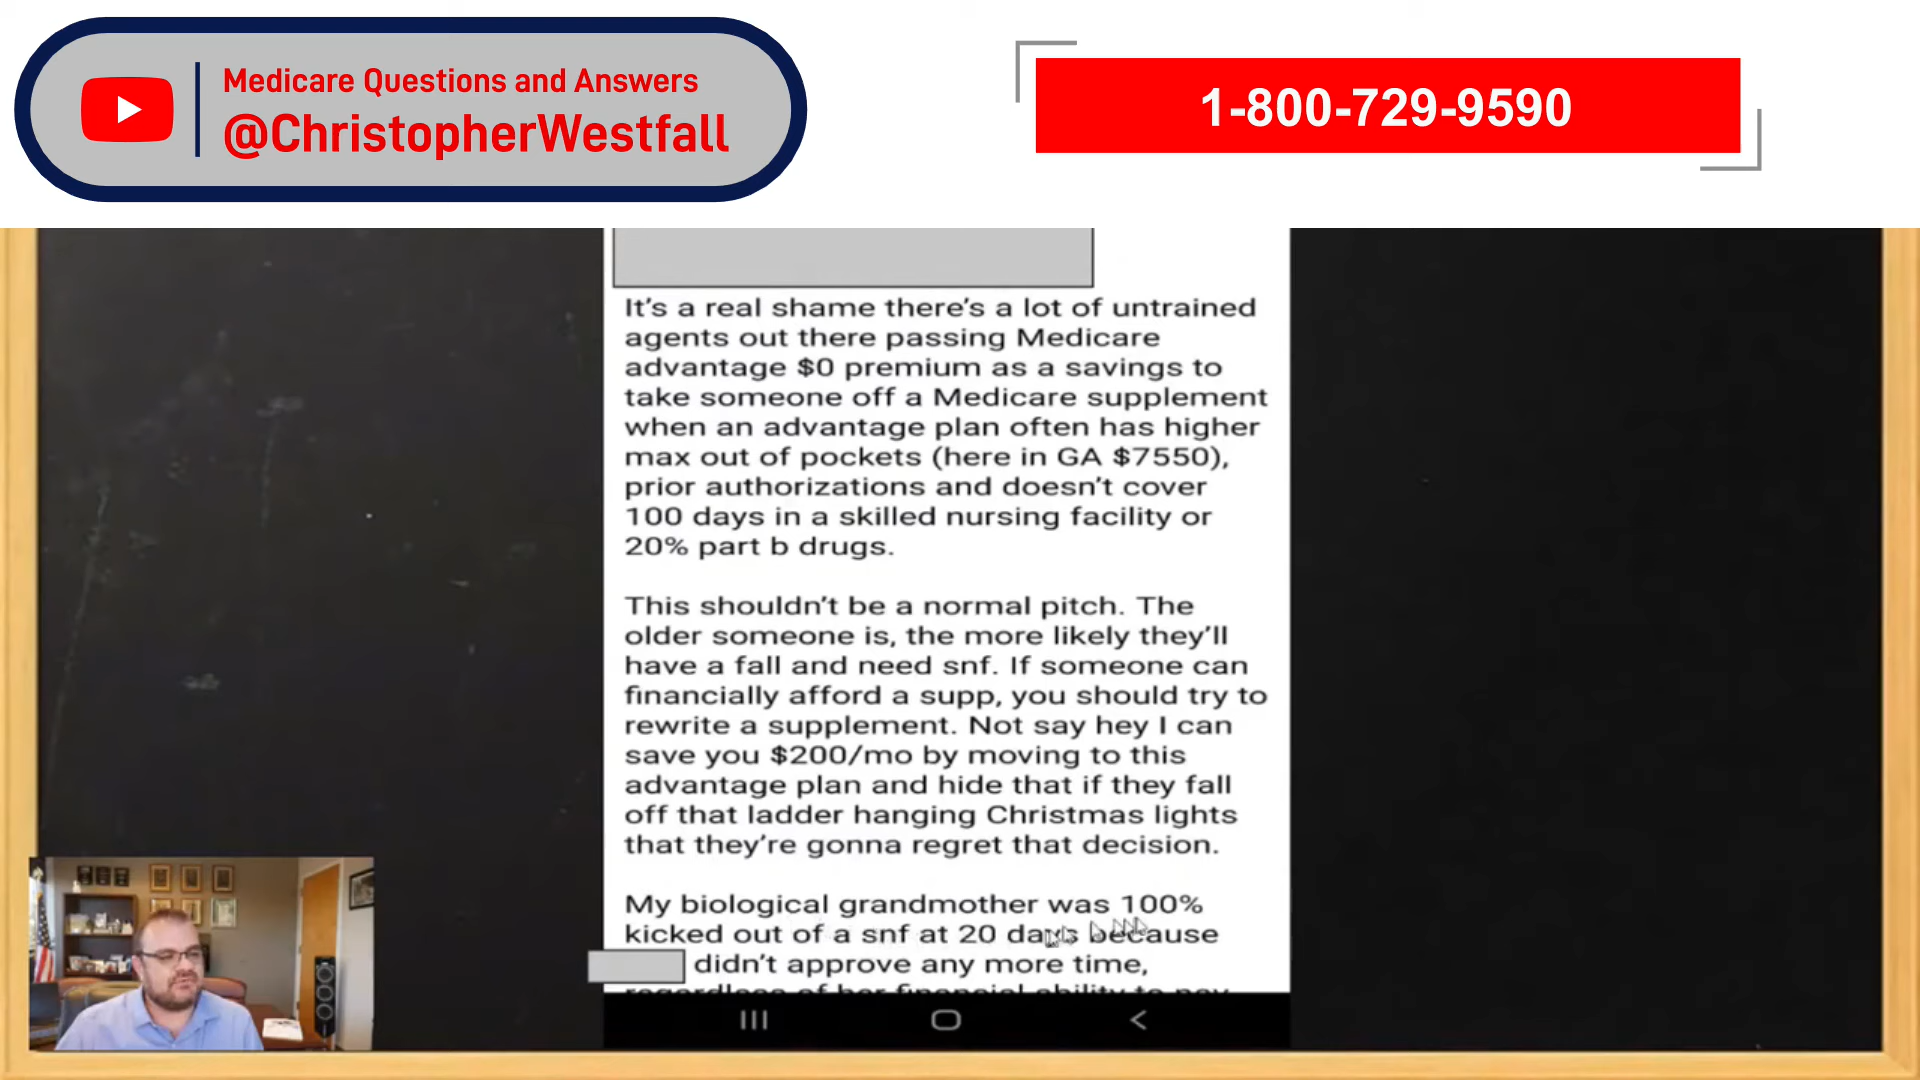 Medicare Questions and Answers
@ChristopherWestfall
1-800-729-9590
It's a real shame there's a lot of untrained
agents out there passing Medicare
advantage $0 premium as a savings to
take someone off a Medicare supplement
when an advantage plan often has higher
max out of pockets (here in GA $7550),
prior authorizations and doesn't cover
100 days in a skilled nursing facility or
20% part b drugs.
This shouldn't be a normal pitch. The
older someone is, the more likely they'll
have a fall and need snf. If someone can
financially afford a supp, you should try to
rewrite a supplement. Not say hey I can
save you $200/mo by moving to this
advantage plan and hide that if they fall
off that ladder hanging Christmas lights
that they're gonna regret that decision.
My biological grandmother was 100%
kicked out of a snf at 20 days because
didn't approve any more time,
regardless of her financial ability to pay